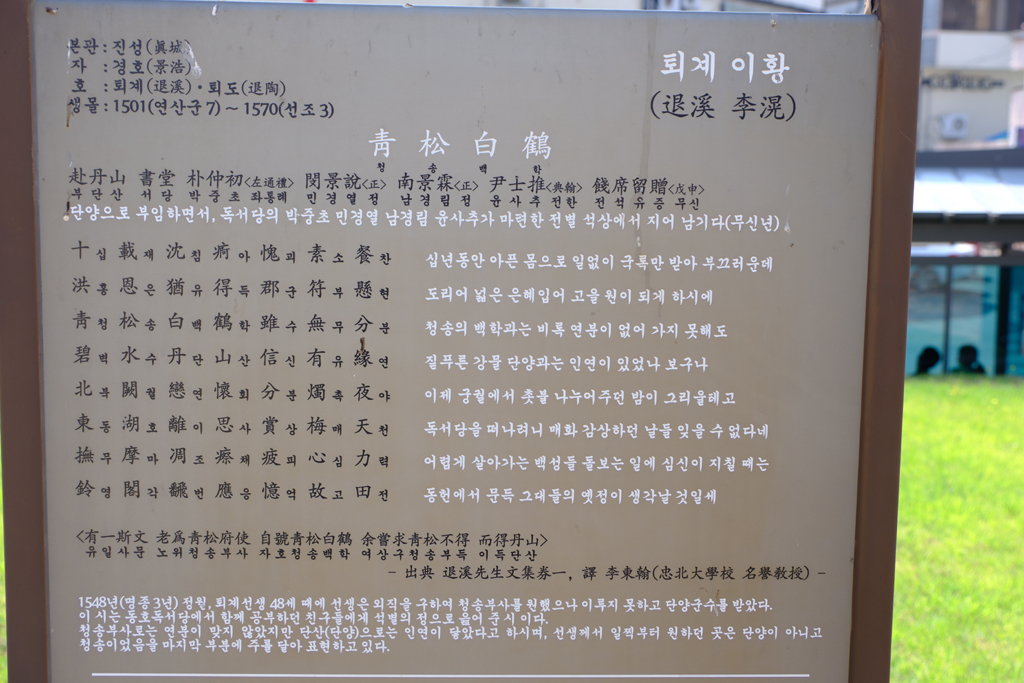 본관 : 진성(眞城)
자 : 경호(景浩)
호 : 퇴계(退溪)·퇴도(退陶)
생몰 : 1501(연산군 7) ~ 1570(선조 3)
퇴계 이황
(退溪 李滉)
靑松白鶴
청송백학
赴丹山 書堂 朴仲初<左通禮> 閔景說<正> 南景霖<正> 尹士推<典翰> 餞席留贈<戊申>
부단산 서당 박중초 좌통례 민경열정 남경림정 윤사추전한 전석유증무신
단양으로 부임하면서, 독서당의 박중초 민경열 남경림 윤사추가 마련한 전별 석상에서 지어 남기다(무신년)
十십 載재 沈침 痾아 愧괴 素소 餐찬 십년동안 아픈 몸으로 일없이 국록만 받아 부끄러운데
洪홍 恩은 猶유 得득 郡군 符부 懸현 도리어 넓은 은혜입어 고을 원이 되게 하시에
靑청 松송 白백 鶴학 雖수 無무 分분 청송의 백학과는 비록 연분이 없어 가지 못해도
碧벽 水수 丹단 山산 信신 有유 緣연 짙푸른 강물 단양과는 인연이 있었나 보구나
北북 闕궐 戀연 懷회 分분 燭촉 夜야 이제 궁궐에서 촛불 나누어주던 밤이 그리울테고
東동 湖호 離이 思사 賞상 梅매 天천 독서당을 떠나려니 매화 감상하던 날들 잊을 수 없다네
撫무 摩마 凋조 瘵채 疲피 心심 力력 어렵게 살아가는 백성들 돌보는 일에 심신이 지칠 때는
鈴영 閣각 飜번 應응 憶억 故고 田전 동헌에서 문득 그대들의 옛정이 생각날 것일세
<有一斯文 老爲靑松府使 自號靑松白鶴 余嘗求靑松不得 而得丹山>
유일사문 노위청송부사 자호청송백학 여상구청송부득 이득단산
- 出典 退溪先生文集券一, 譯 李東翰(忠北大學校 名譽敎授) -
1548년(명종3년) 정월, 퇴계선생 48세 때에 선생은 외직을 구하여 청송부사를 원했으나 이루지 못하고 단양군수를 받았다.
이 시는 동호독서당에서 함께 공부하던 친구들에게 석별의 정으로 읊어 준 시 이다.
청송부사로는 연분이 맞지 않았지만 단산(단양)으로는 인연이 닿았다고 하시며, 선생께서 일찍부터 원하던 곳은 단양이 아니고
청송이었음을 마지막 부분에 주를 달아 표현하고 있다.